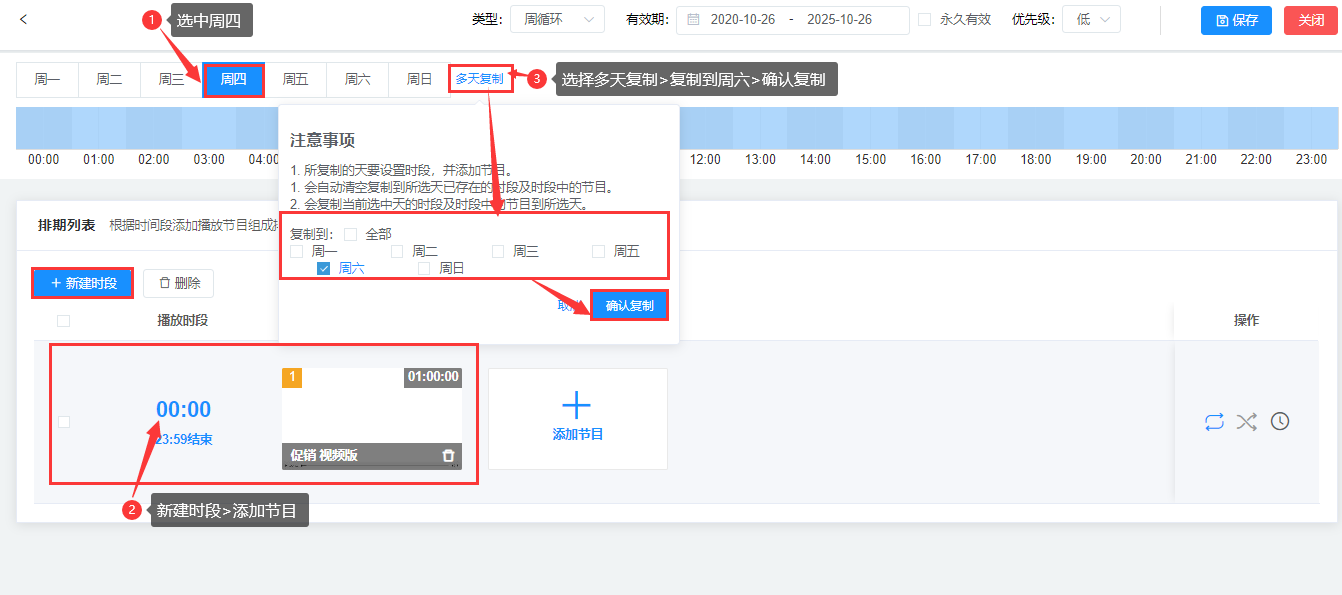 1 选中周四
类型: 周循环 有效期: 2020-10-26 - 2025-10-26 永久有效 优先级: 低 保存 关闭
周一 周二 周三 周四 周五 周六 周日 多天复制
3 选择多天复制>复制到周六>确认复制
00:00 01:00 02:00 03:00 04:00 12:00 13:00 14:00 15:00 16:00 17:00 18:00 19:00 20:00 21:00 22:00 23:00
注意事项
1. 所复制的天要设置时段，并添加节目。
1. 会自动清空复制到所选天已存在的时段及时段中的节目。
2. 会复制当前选中天的时段及时段中的节目到所选天。
复制到: 全部
周一 周二 周三 周五
周六 周日
确认复制
排期列表 根据时间段添加播放节目组成
+ 新建时段 删除
播放时段 操作
1 01:00:00
00:00
23:59结束
促销 视频版
添加节目
2 新建时段>添加节目